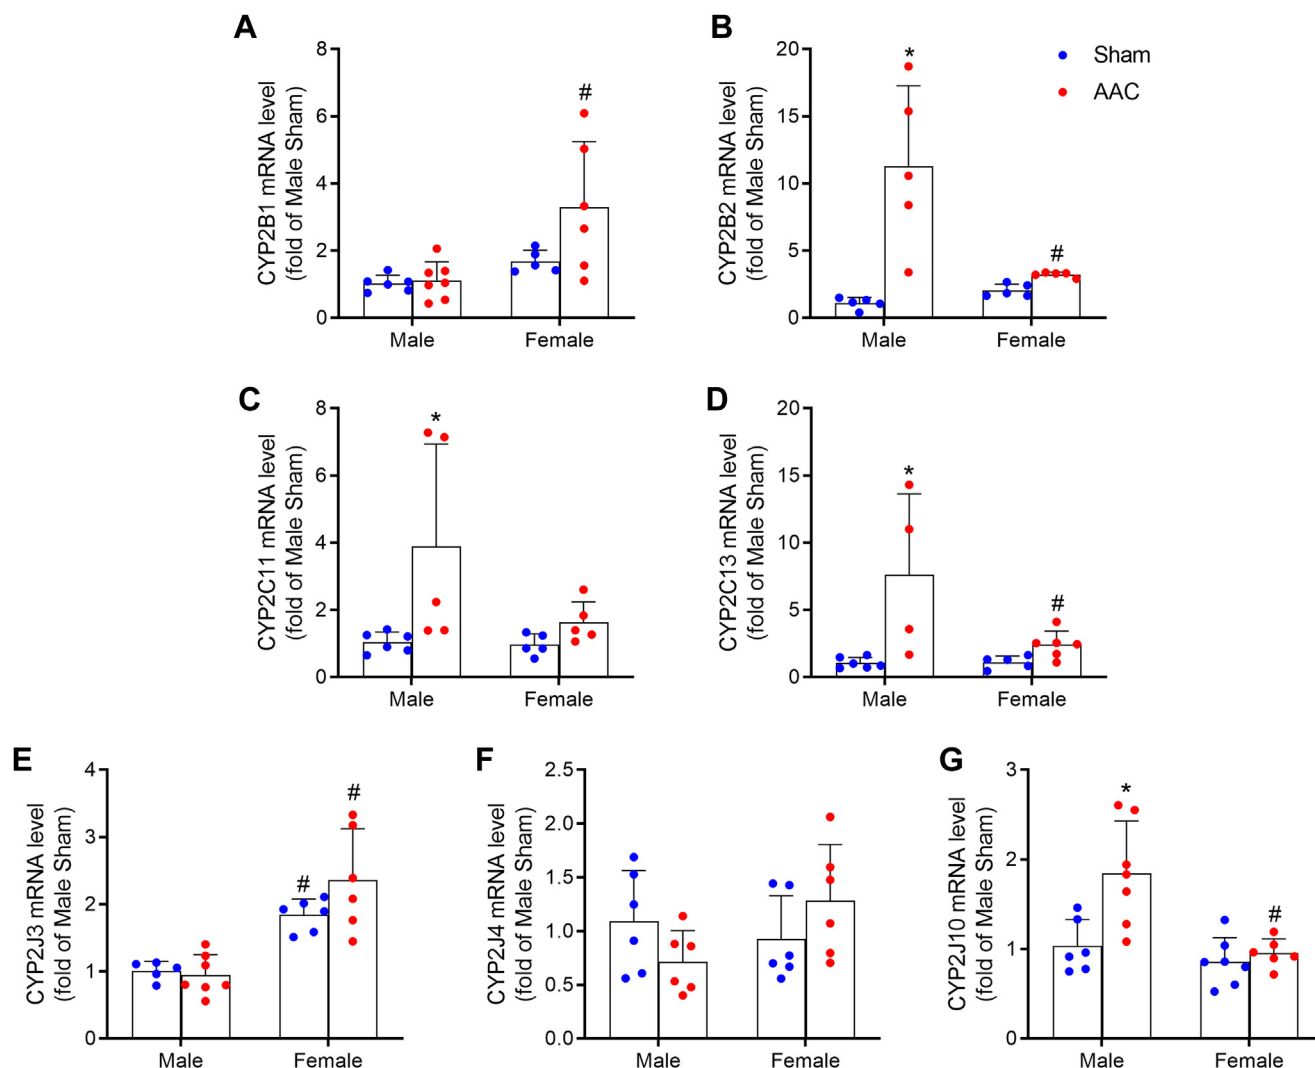 A
CYP2B1 mRNA level
(fold of Male Sham)
8
6
4
2
0
#
Male
Female
B
CYP2B2 mRNA level
(fold of Male Sham)
20
15
10
5
0
*
#
Male
Female
Sham
AAC
C
CYP2C11 mRNA level
(fold of Male Sham)
8
6
4
2
0
*
Male
Female
D
CYP2C13 mRNA level
(fold of Male Sham)
20
15
10
5
0
*
#
Male
Female
E
CYP2J3 mRNA level
(fold of Male Sham)
4
3
2
1
0
#
#
Male
Female
F
CYP2J4 mRNA level
(fold of Male Sham)
2.5
2.0
1.5
1.0
0.5
0.0
Male
Female
G
CYP2J10 mRNA level
(fold of Male Sham)
3
2
1
0
*
#
Male
Female